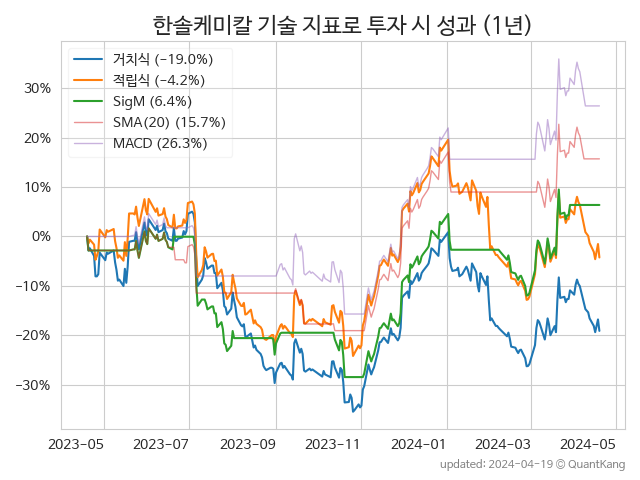 한솔케미칼 기술 지표로 투자 시 성과 (1년)
거치식 (−19.0%)
적립식 (−4.2%)
SigM (6.4%)
SMA(20) (15.7%)
MACD (26.3%)
30%
20%
10%
0%
−10%
−20%
−30%
2023-05 2023-07 2023-09 2023-11 2024-01 2024-03 2024-05
updated: 2024-04-19 © QuantKang